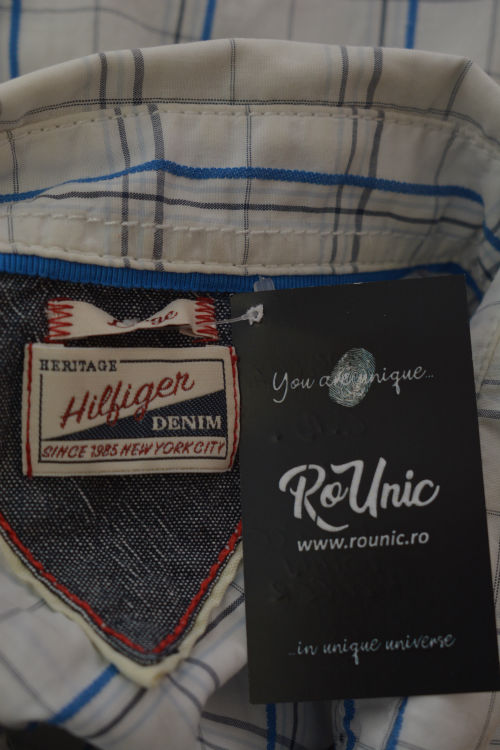 HERITAGE
Hilfiger
DENIM
SINCE 1985 NEW YORK CITY
You are unique...
RoUnic
www.rounic.ro
...in unique universe